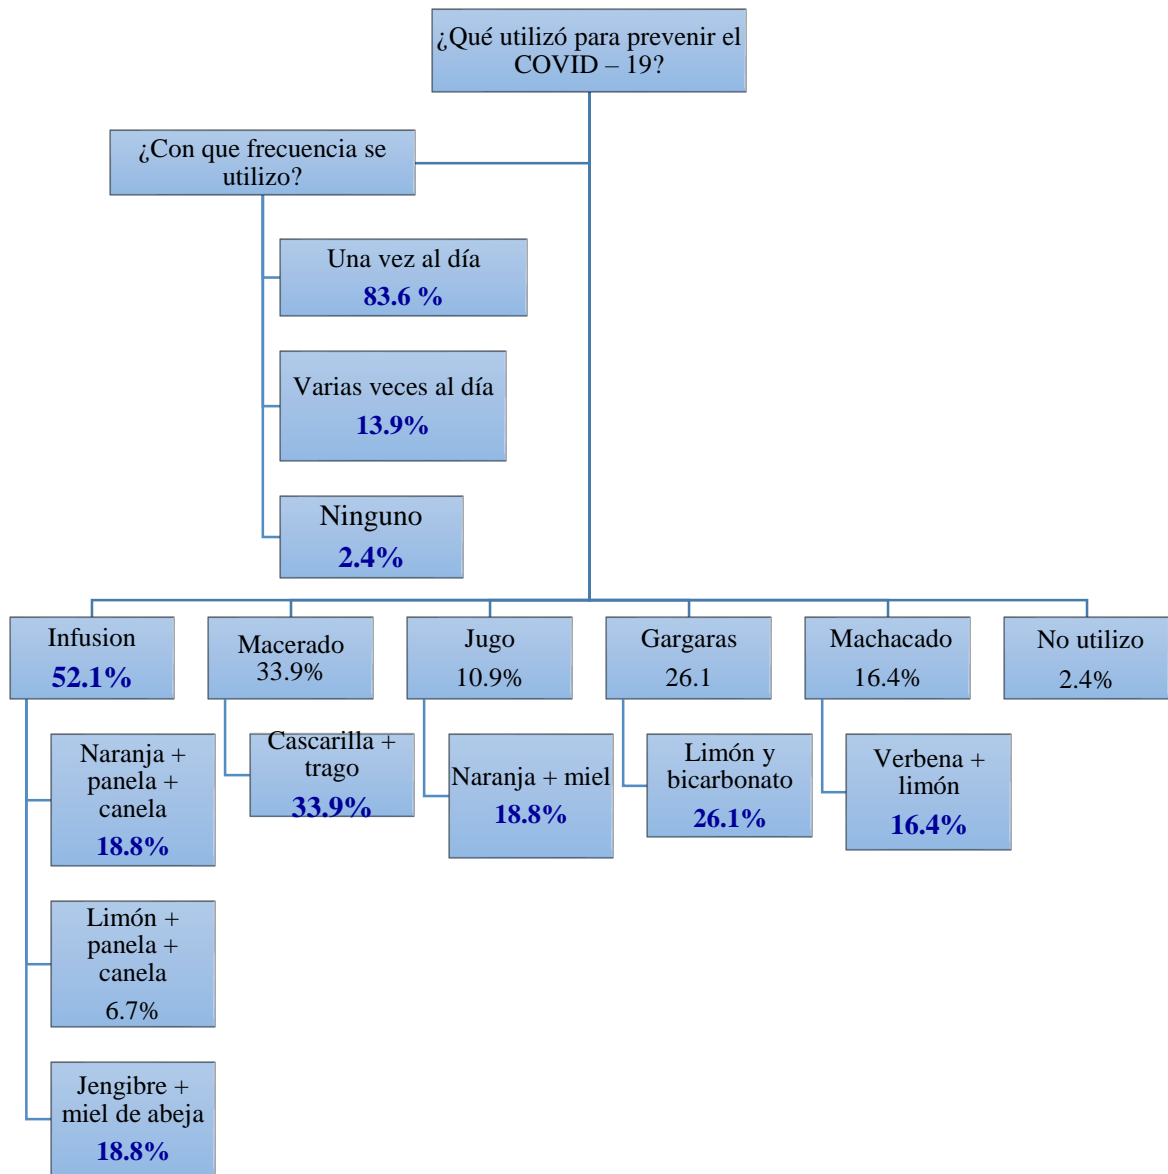 ¿Qué utilizó para prevenir el
COVID – 19?
¿Con que frecuencia se
utilizo?
Una vez al día
83.6 %
Varias veces al día
13.9%
Ninguno
2.4%
Infusion
52.1%
Macerado
33.9%
Jugo
10.9%
Gargaras
26.1
Machacado
16.4%
No utilizo
2.4%
Naranja +
panela +
canela
18.8%
Limón +
panela +
canela
6.7%
Jengibre +
miel de abeja
18.8%
Cascarilla +
trago
33.9%
Naranja + miel
18.8%
Limón y
bicarbonato
26.1%
Verbena +
limón
16.4%